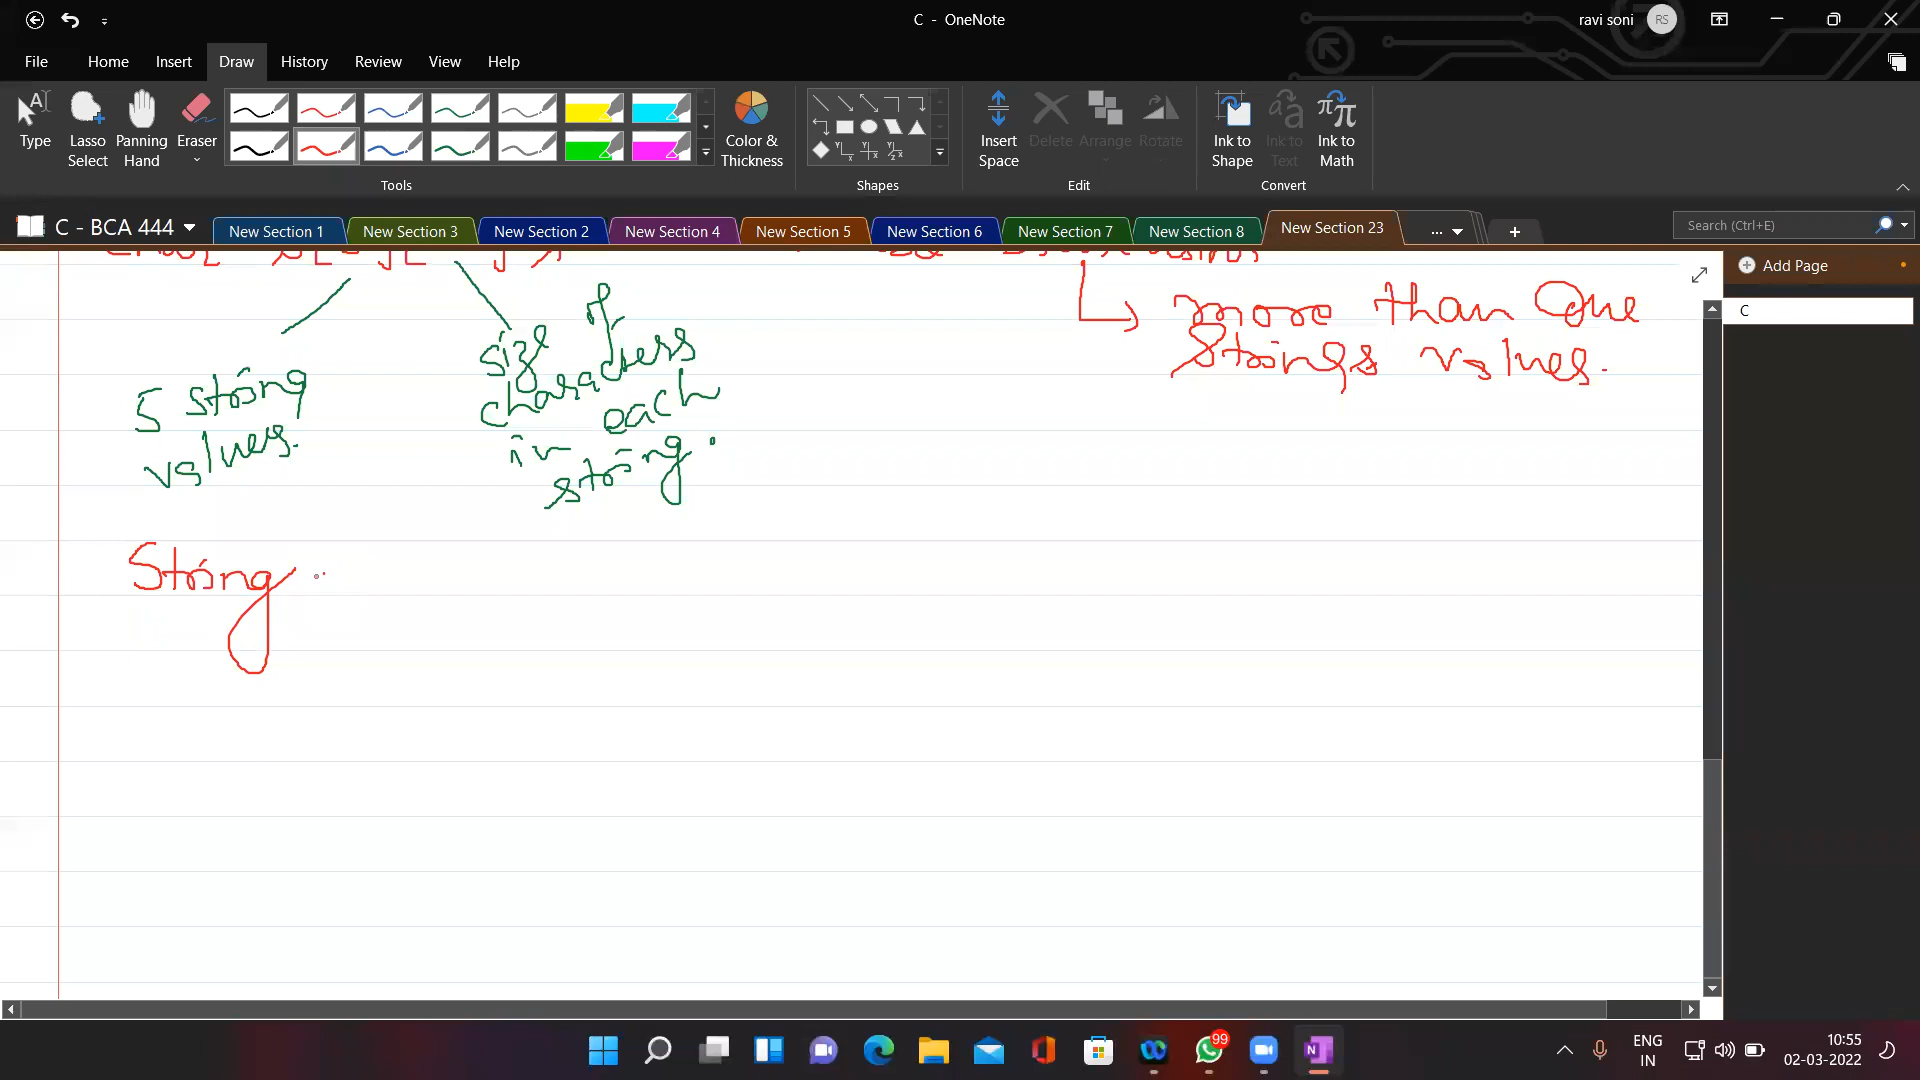 C - OneNote
ravi soni RS
File Home Insert Draw History Review View Help
Type Lasso Select Panning Hand Eraser Color & Thickness Insert Space Delete Arrange Rotate Ink to Shape Ink to Text Ink to Math
Tools Shapes Edit Convert
C - BCA 444 New Section 1 New Section 3 New Section 2 New Section 4 New Section 5 New Section 6 New Section 7 New Section 8 New Section 23 ... Search (Ctrl+E)
Add Page
C
more than One
Strings values.
5 string
values.
size of
characters
in each
string.
String
99
ENG
IN
10:55
02-03-2022